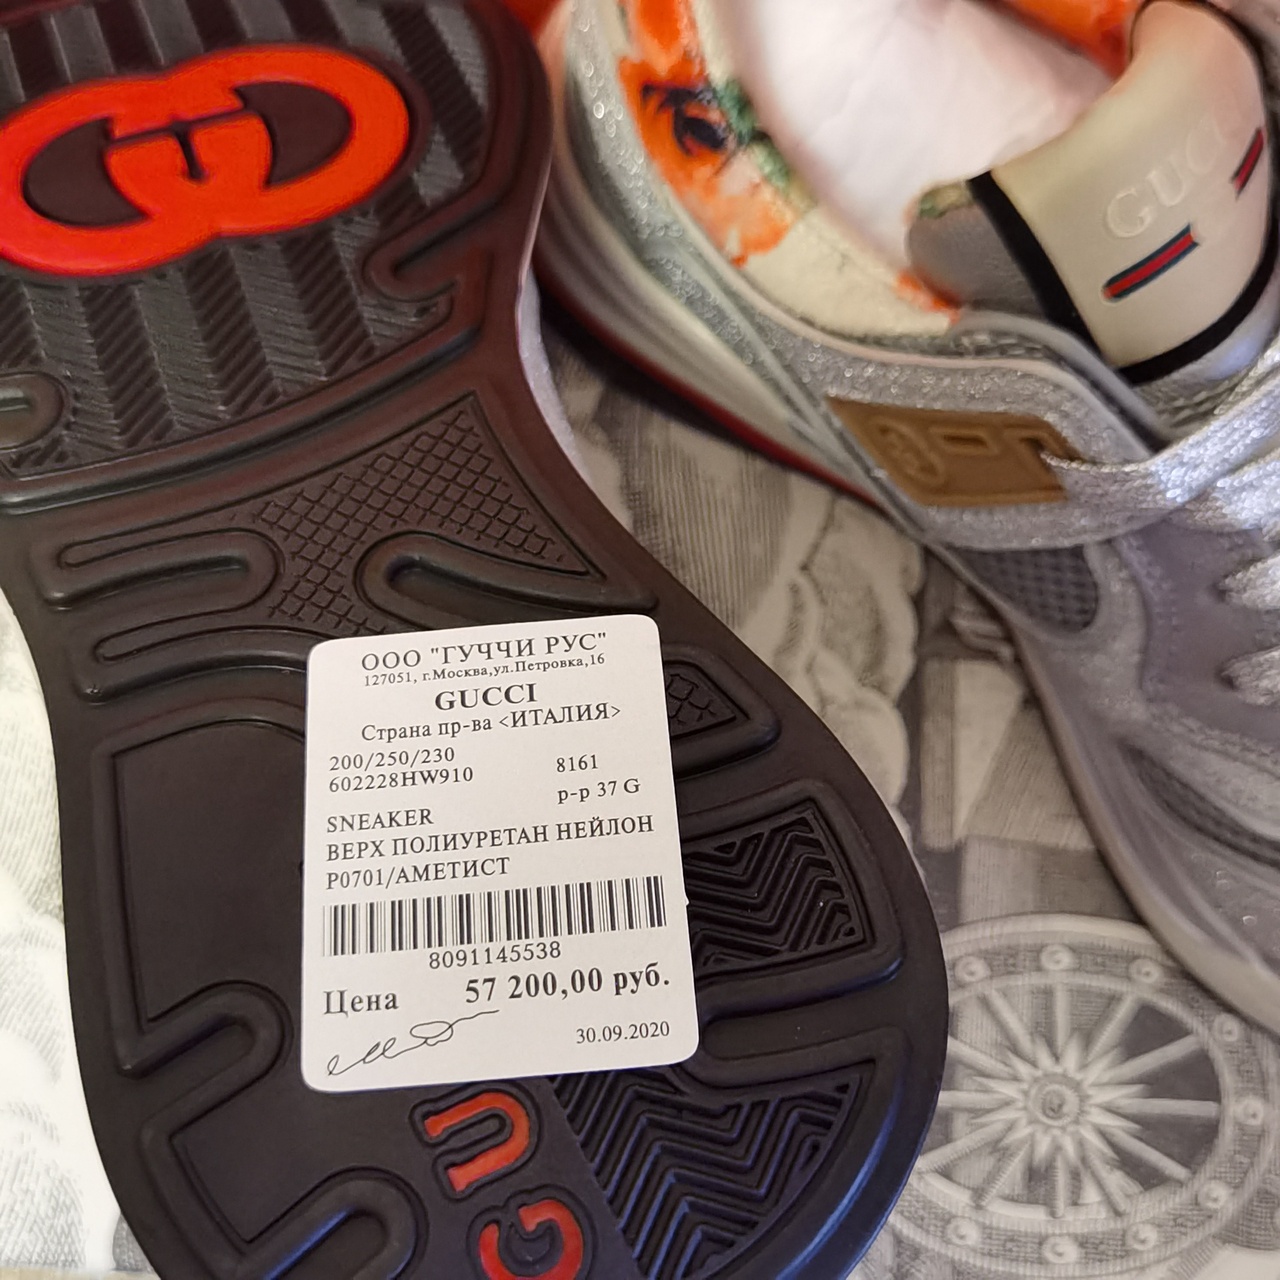 GUCCI
ООО "ГУЧЧИ РУС"
127051, г.Москва,ул.Петровка,16
GUCCI
Страна пр-ва <ИТАЛИЯ>
200/250/230
602228HW910 8161
р-р 37 G
SNEAKER
ВЕРХ ПОЛИУРЕТАН НЕЙЛОН
P0701/АМЕТИСТ
8091145538
Цена 57 200,00 руб.
30.09.2020
GU